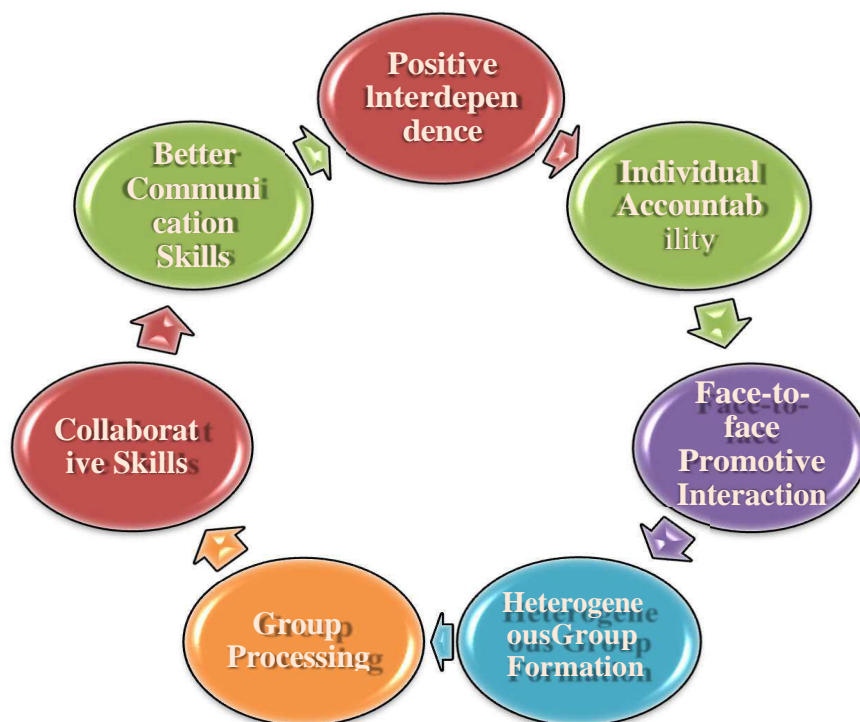 Positive
lnterdepen
dence
Individual
Accountab
ility
Face-to-
face
Promotive
Interaction
Heterogene
ousGroup
Formation
Group
Processing
Collaborat
ive Skills
Better
Communi
cation
Skills